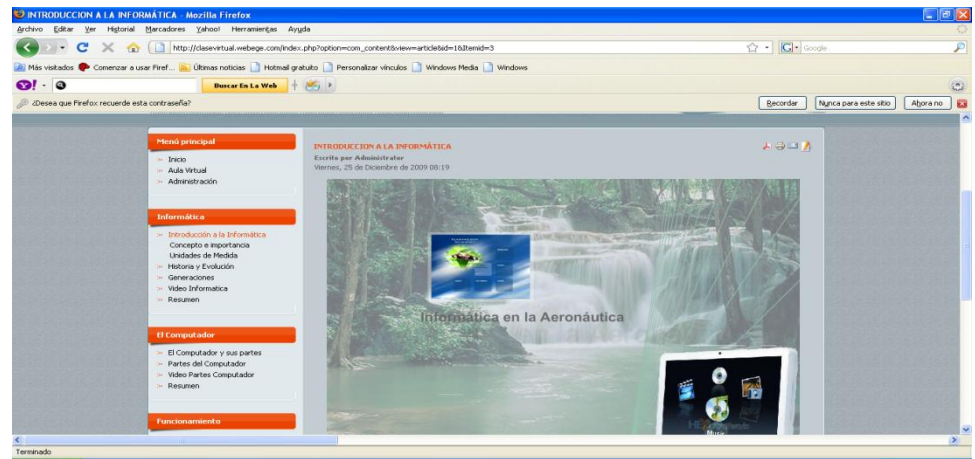 INTRODUCCION A LA INFORMÁTICA - Mozilla Firefox
Archivo Editar Ver Historial Marcadores Yahoo! Herramientas Ayuda
http://clasevirtual.webege.com/index.php?option=com_content&view=article&id=1&Itemid=3
Google
Más visitados Comenzar a usar Firef... Últimas noticias Hotmail gratuito Personalizar vínculos Windows Media Windows
Buscar En La Web
¿Desea que Firefox recuerde esta contraseña? Recordar Nunca para este sitio Ahora no
Menú principal
Inicio
Aula Virtual
Administración
Informática
Introducción a la Informática
Concepto e importancia
Unidades de Medida
Historia y Evolución
Generaciones
Video Informatica
Resumen
El Computador
El Computador y sus partes
Partes del Computador
Video Partes Computador
Resumen
Funcionamiento
INTRODUCCION A LA INFORMÁTICA
Escrito por Administrator
Viernes, 25 de Diciembre de 2009 08:19
Informática en la Aeronáutica
Music
Terminado